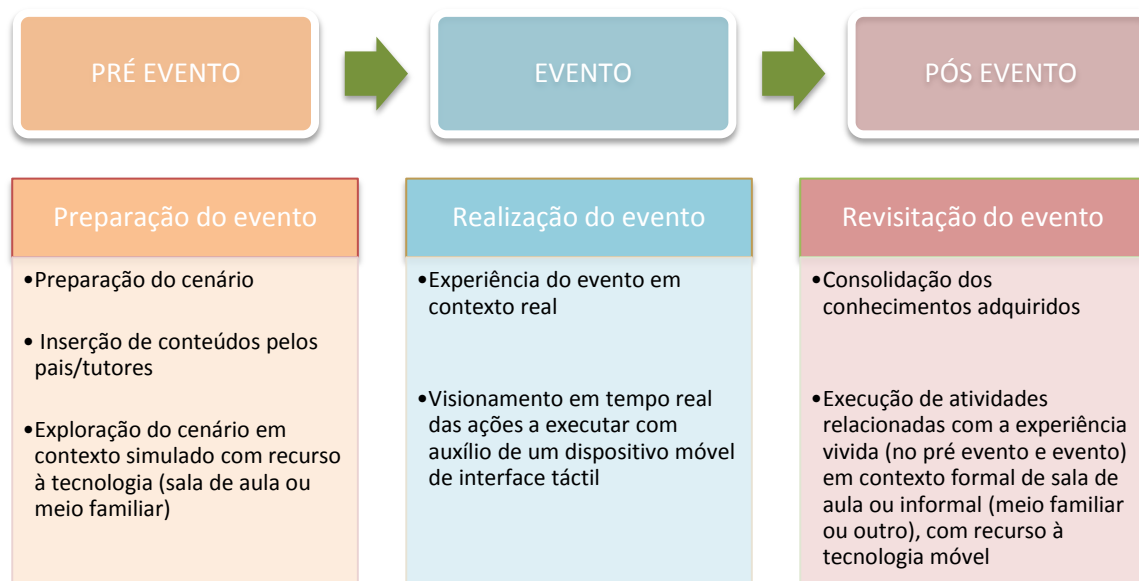 PRÉ EVENTO
EVENTO
PÓS EVENTO
Preparação do evento
•Preparação do cenário
• Inserção de conteúdos pelos
pais/tutores
•Exploração do cenário em
contexto simulado com recurso
à tecnologia (sala de aula ou
meio familiar)
Realização do evento
•Experiência do evento em
contexto real
•Visionamento em tempo real
das ações a executar com
auxílio de um dispositivo móvel
de interface táctil
Revisitação do evento
•Consolidação dos
conhecimentos adquiridos
•Execução de atividades
relacionadas com a experiência
vivida (no pré evento e evento)
em contexto formal de sala de
aula ou informal (meio familiar
ou outro), com recurso à
tecnologia móvel